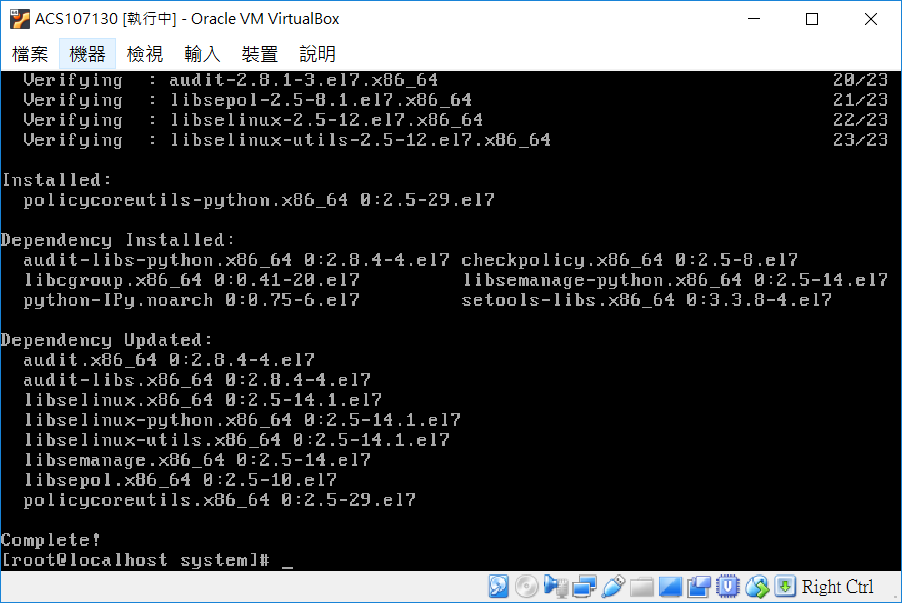 ACS107130 [執行中] - Oracle VM VirtualBox
檔案 機器 檢視 輸入 裝置 說明
Verifying : audit-2.8.1-3.el7.x86_64 20/23
Verifying : libsepol-2.5-8.1.el7.x86_64 21/23
Verifying : libselinux-2.5-12.el7.x86_64 22/23
Verifying : libselinux-utils-2.5-12.el7.x86_64 23/23
Installed:
policycoreutils-python.x86_64 0:2.5-29.el7
Dependency Installed:
audit-libs-python.x86_64 0:2.8.4-4.el7 checkpolicy.x86_64 0:2.5-8.el7
libcgroup.x86_64 0:0.41-20.el7 libsemanage-python.x86_64 0:2.5-14.el7
python-IPy.noarch 0:0.75-6.el7 setools-libs.x86_64 0:3.3.8-4.el7
Dependency Updated:
audit.x86_64 0:2.8.4-4.el7
audit-libs.x86_64 0:2.8.4-4.el7
libselinux.x86_64 0:2.5-14.1.el7
libselinux-python.x86_64 0:2.5-14.1.el7
libselinux-utils.x86_64 0:2.5-14.1.el7
libsemanage.x86_64 0:2.5-14.el7
libsepol.x86_64 0:2.5-10.el7
policycoreutils.x86_64 0:2.5-29.el7
Complete!
[root@localhost system]# _
Right Ctrl